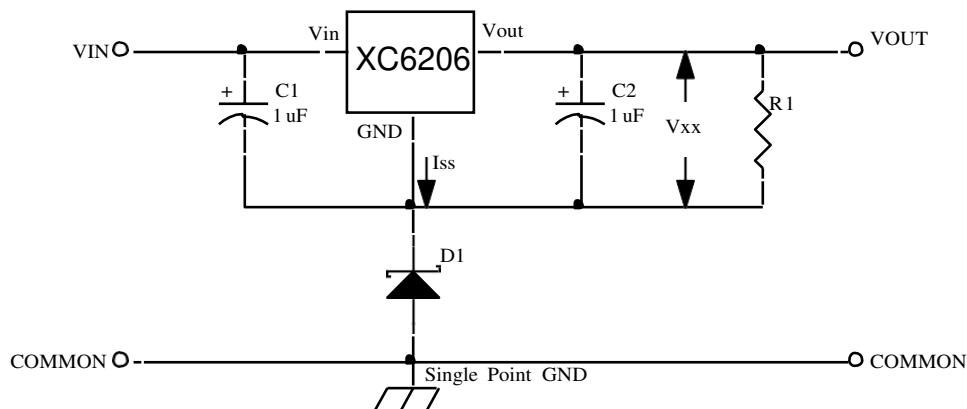 VIN
Vin
XC6206
Vout
VOUT
+
C1
1 uF
GND
+
C2
1 uF
Vxx
R1
Iss
D1
COMMON
Single Point GND
COMMON